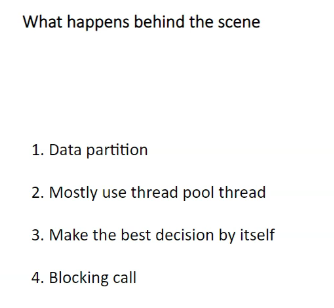 What happens behind the scene
1. Data partition
2. Mostly use thread pool thread
3. Make the best decision by itself
4. Blocking call